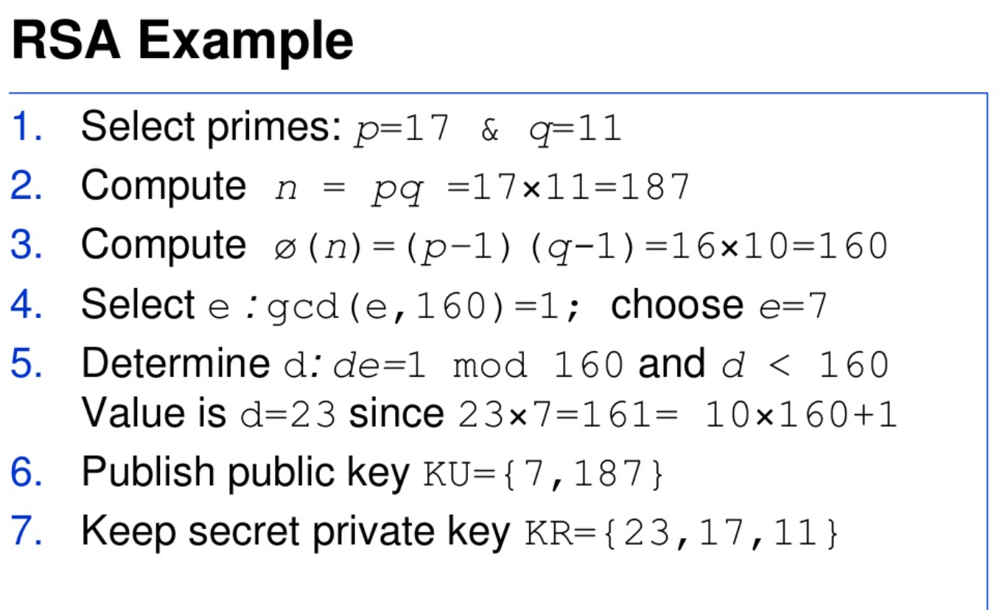 RSA Example
1. Select primes: p=17 & q=11
2. Compute n = pq =17×11=187
3. Compute ø(n)=(p−1)(q−1)=16×10=160
4. Select e : gcd(e,160)=1; choose e=7
5. Determine d: de=1 mod 160 and d < 160
Value is d=23 since 23×7=161= 10×160+1
6. Publish public key KU={7,187}
7. Keep secret private key KR={23,17,11}